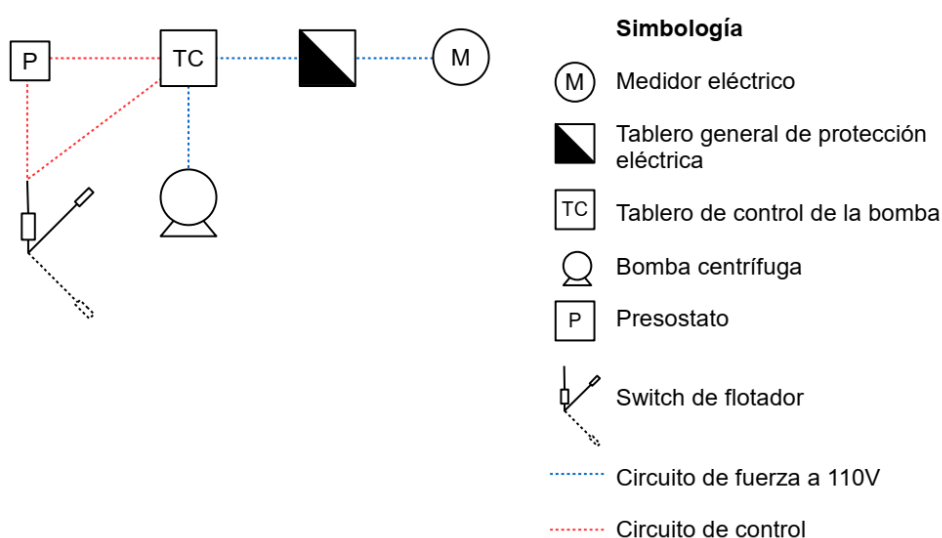 P
TC
M
Simbología
M
Medidor eléctrico
Tablero general de protección
eléctrica
TC
Tablero de control de la bomba
Bomba centrífuga
P
Presostato
Switch de flotador
Circuito de fuerza a 110V
Circuito de control